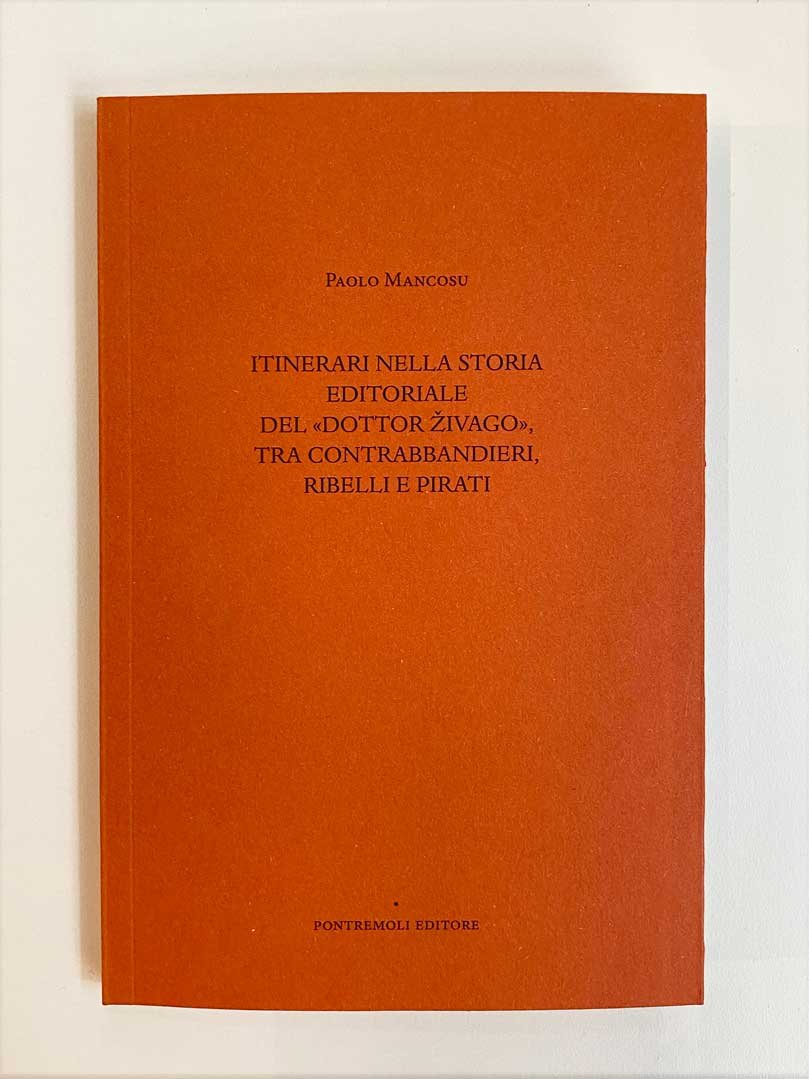 Paolo Mancosu
ITINERARI NELLA STORIA
EDITORIALE
DEL «DOTTOR ŽIVAGO»,
TRA CONTRABBANDIERI,
RIBELLI E PIRATI
PONTREMOLI EDITORE